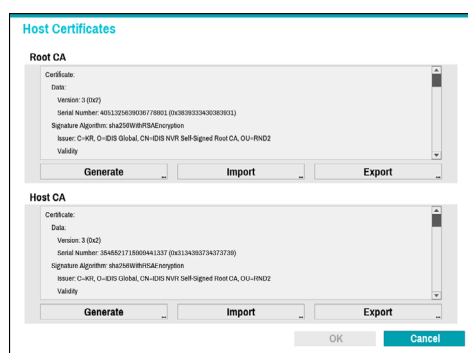 Host Certificates
Root CA
Certificate:
Data:
Version: 3 (0x2)
Serial Number: 4051325639036778801 (0x3839333430383931)
Signature Algorithm: sha256WithRSAEncryption
Issuer: C=KR, O=IDIS Global, CN=IDIS NVR Self-Signed Root CA, OU=RND2
Validity
Generate ...
Import ...
Export ...
Host CA
Certificate:
Data:
Version: 3 (0x2)
Serial Number: 3545521715009441337 (0x3134393734373739)
Signature Algorithm: sha256WithRSAEncryption
Issuer: C=KR, O=IDIS Global, CN=IDIS NVR Self-Signed Root CA, OU=RND2
Validity
Generate ...
Import ...
Export ...
OK
Cancel